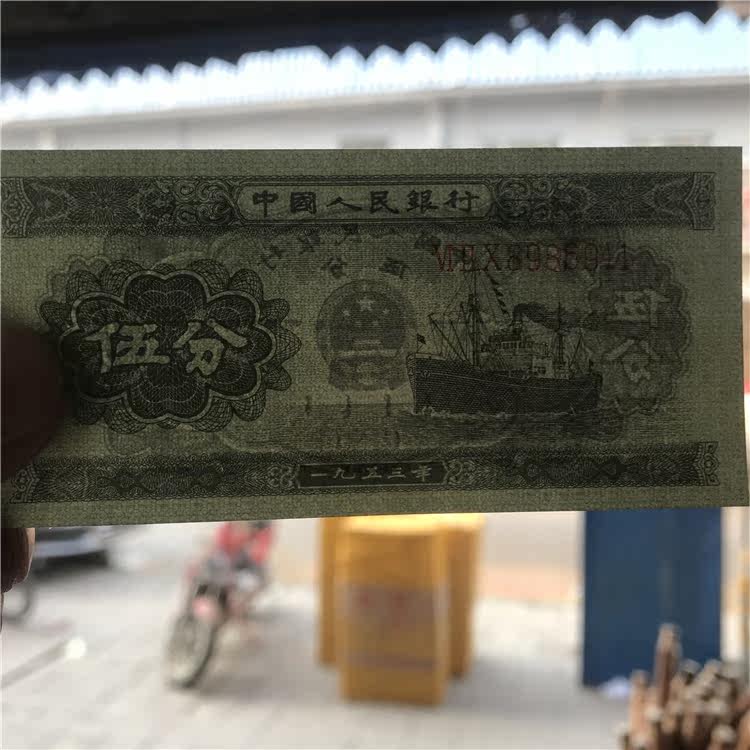 中國人民銀行
伍分
伍分
一九五三年